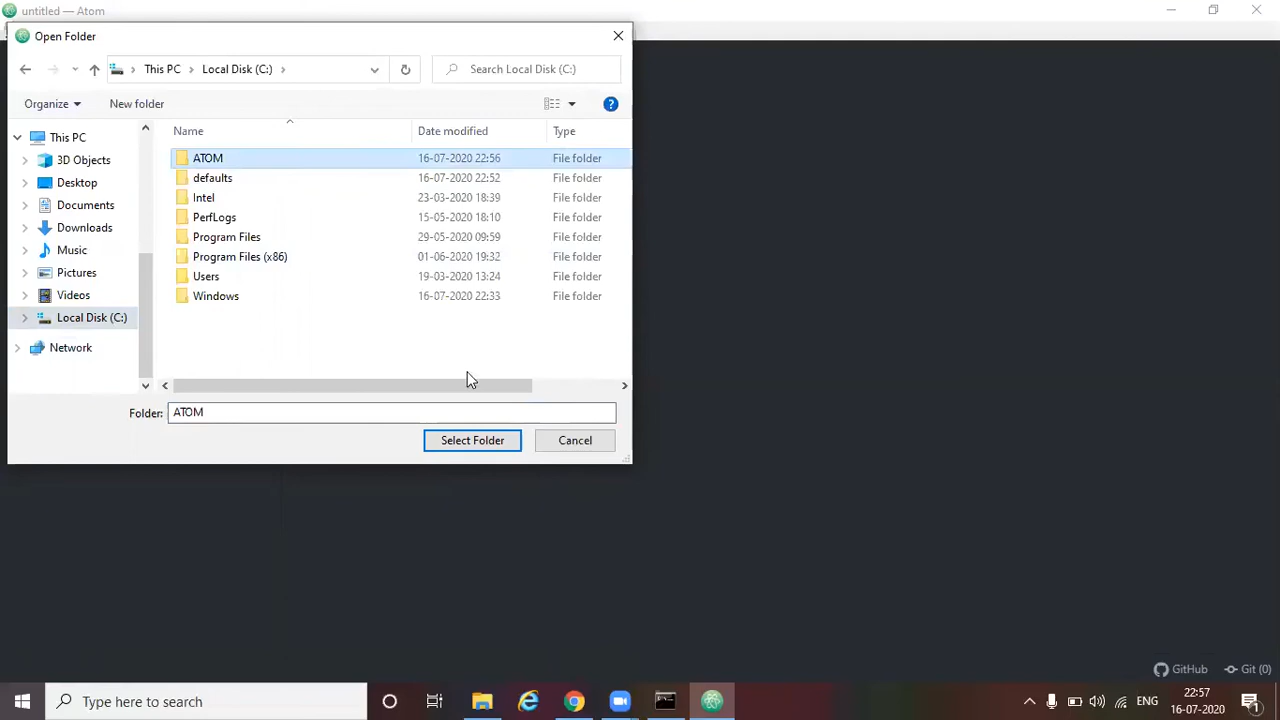 untitled — Atom
Open Folder
This PC > Local Disk (C:) >
Search Local Disk (C:)
Organize
New folder
Name Date modified Type
This PC
3D Objects
Desktop
Documents
Downloads
Music
Pictures
Videos
Local Disk (C:)
Network
ATOM 16-07-2020 22:56 File folder
defaults 16-07-2020 22:52 File folder
Intel 23-03-2020 18:39 File folder
PerfLogs 15-05-2020 18:10 File folder
Program Files 29-05-2020 09:59 File folder
Program Files (x86) 01-06-2020 19:32 File folder
Users 19-03-2020 13:24 File folder
Windows 16-07-2020 22:33 File folder
Folder: ATOM
Select Folder Cancel
GitHub Git (0)
Type here to search
ENG
22:57
16-07-2020
1